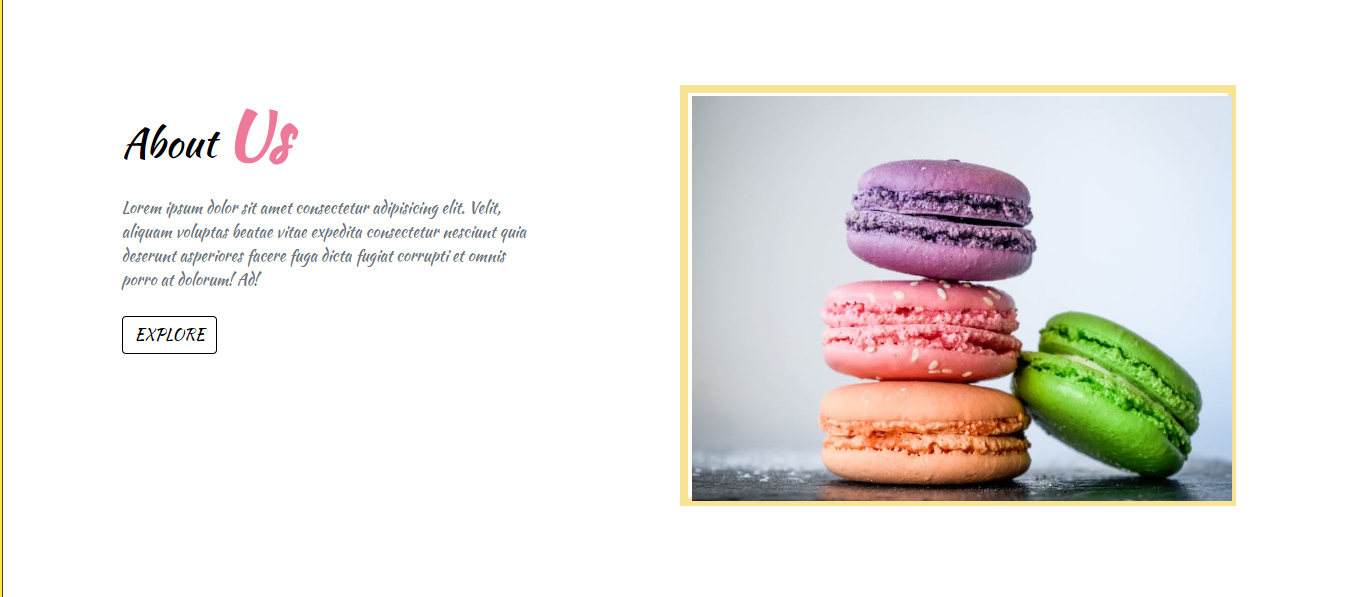 About Us
Lorem ipsum dolor sit amet consectetur adipisicing elit. Velit,
aliquam voluptas beatae vitae expedita consectetur nesciunt quia
deserunt asperiores facere fuga dicta fugiat corrupti et omnis
porro at dolorum! Ad!
EXPLORE